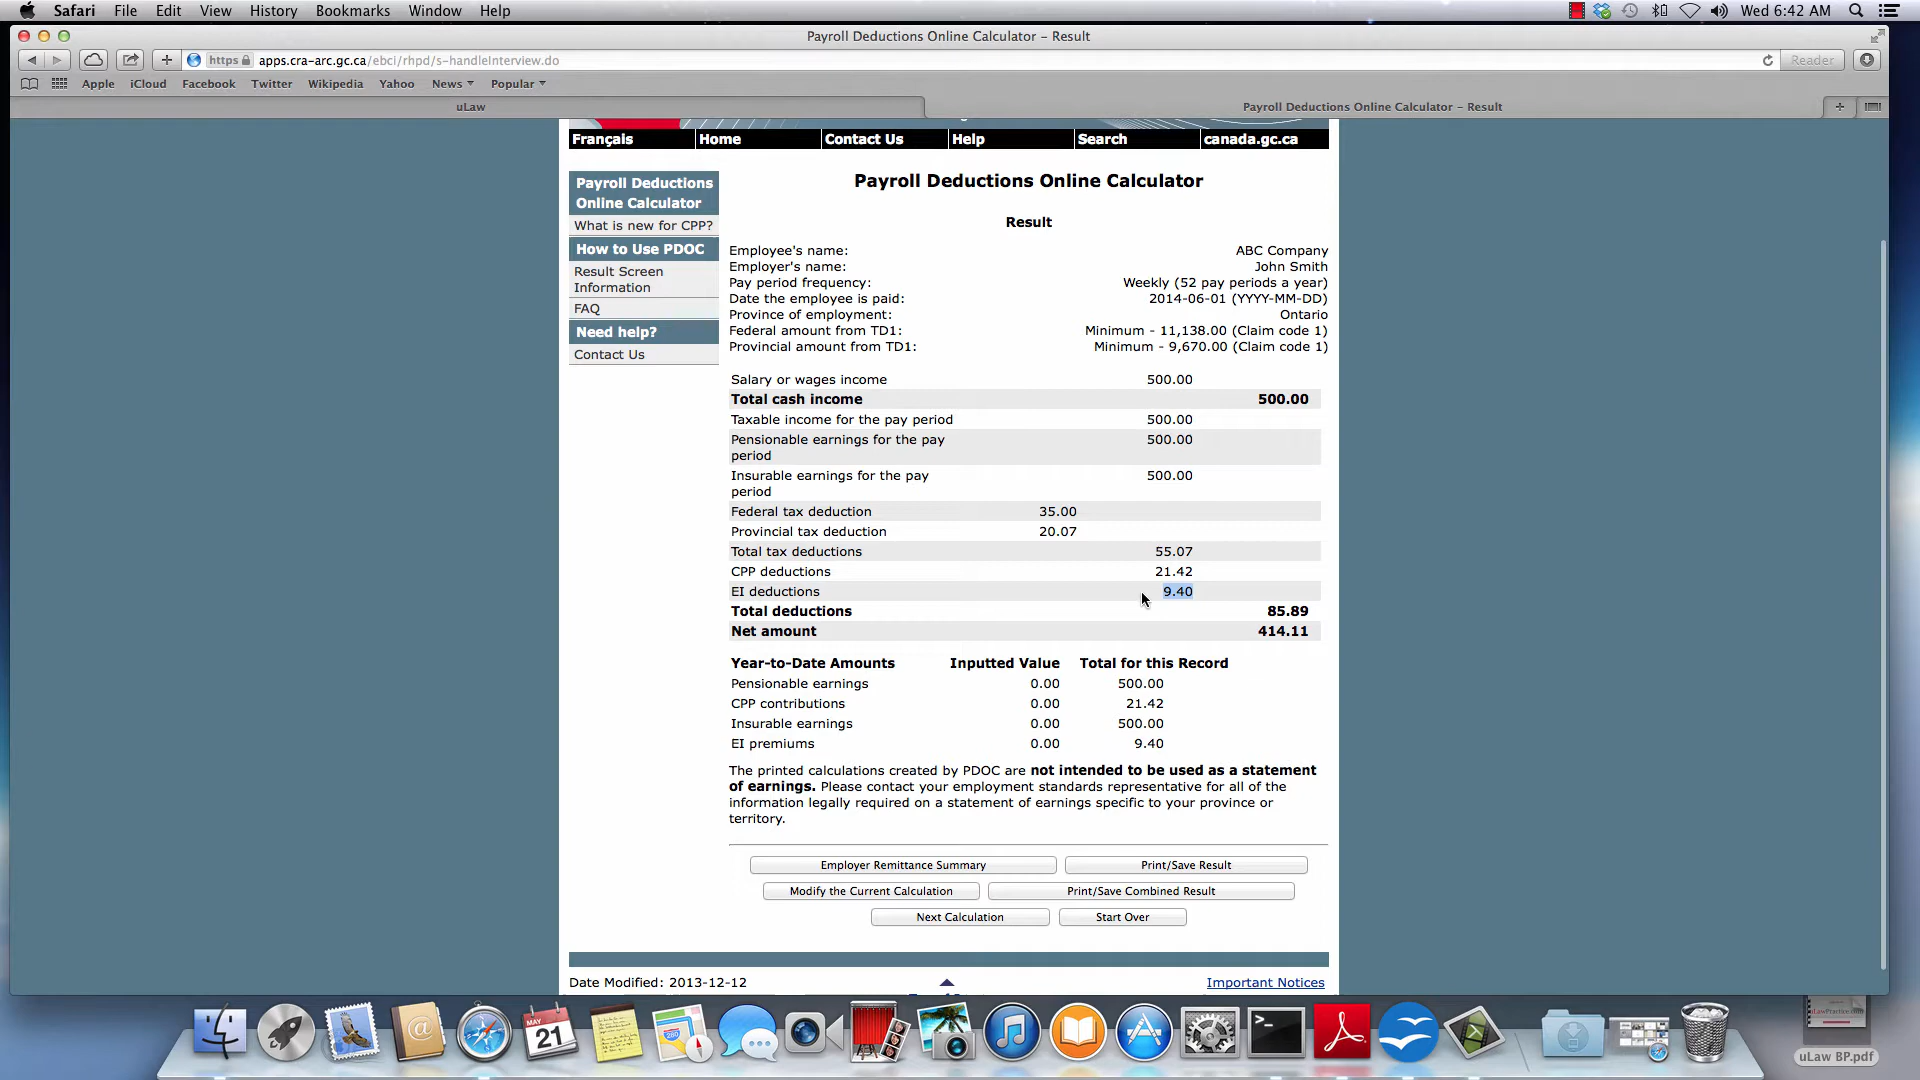 Safari File Edit View History Bookmarks Window Help Wed 6:42 AM
Payroll Deductions Online Calculator – Result
https apps.cra-arc.gc.ca/ebci/rhpd/s-handleInterview.do Reader
Apple iCloud Facebook Twitter Wikipedia Yahoo News Popular
uLaw Payroll Deductions Online Calculator – Result
Français Home Contact Us Help Search canada.gc.ca
Payroll Deductions
Online Calculator
What is new for CPP?
How to Use PDOC
Result Screen
Information
FAQ
Need help?
Contact Us
Payroll Deductions Online Calculator
Result
Employee's name: ABC Company
Employer's name: John Smith
Pay period frequency: Weekly (52 pay periods a year)
Date the employee is paid: 2014-06-01 (YYYY-MM-DD)
Province of employment: Ontario
Federal amount from TD1: Minimum - 11,138.00 (Claim code 1)
Provincial amount from TD1: Minimum - 9,670.00 (Claim code 1)
Salary or wages income 500.00
Total cash income 500.00
Taxable income for the pay period 500.00
Pensionable earnings for the pay 500.00
period
Insurable earnings for the pay 500.00
period
Federal tax deduction 35.00
Provincial tax deduction 20.07
Total tax deductions 55.07
CPP deductions 21.42
EI deductions 9.40
Total deductions 85.89
Net amount 414.11
Year-to-Date Amounts Inputted Value Total for this Record
Pensionable earnings 0.00 500.00
CPP contributions 0.00 21.42
Insurable earnings 0.00 500.00
EI premiums 0.00 9.40
The printed calculations created by PDOC are not intended to be used as a statement
of earnings. Please contact your employment standards representative for all of the
information legally required on a statement of earnings specific to your province or
territory.
Employer Remittance Summary Print/Save Result
Modify the Current Calculation Print/Save Combined Result
Next Calculation Start Over
Date Modified: 2013-12-12 Important Notices
MAY
21
280
uLaw BP.pdf